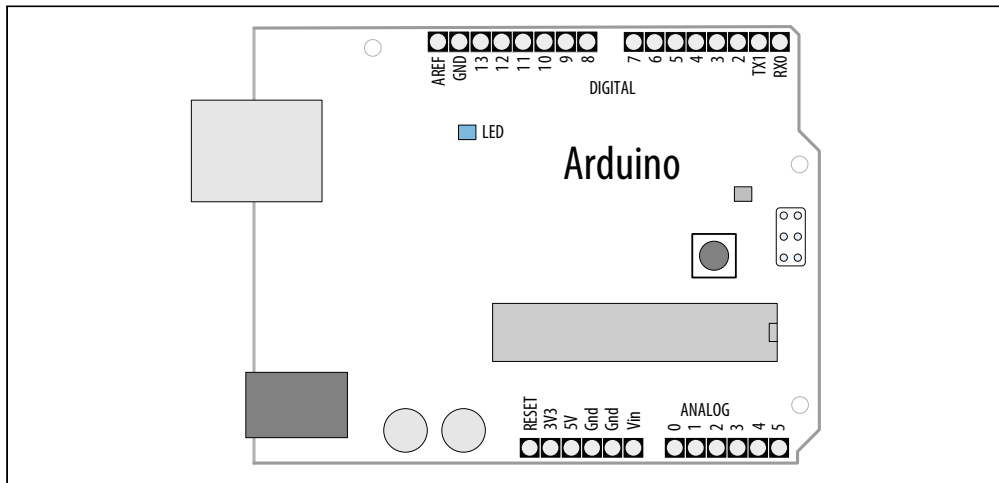 AREF GND 13 12 11 10 9 8 7 6 5 4 3 2 TX1 RX0
DIGITAL
LED
Arduino
RESET 3V3 5V Gnd Gnd Vin
ANALOG
0 1 2 3 4 5